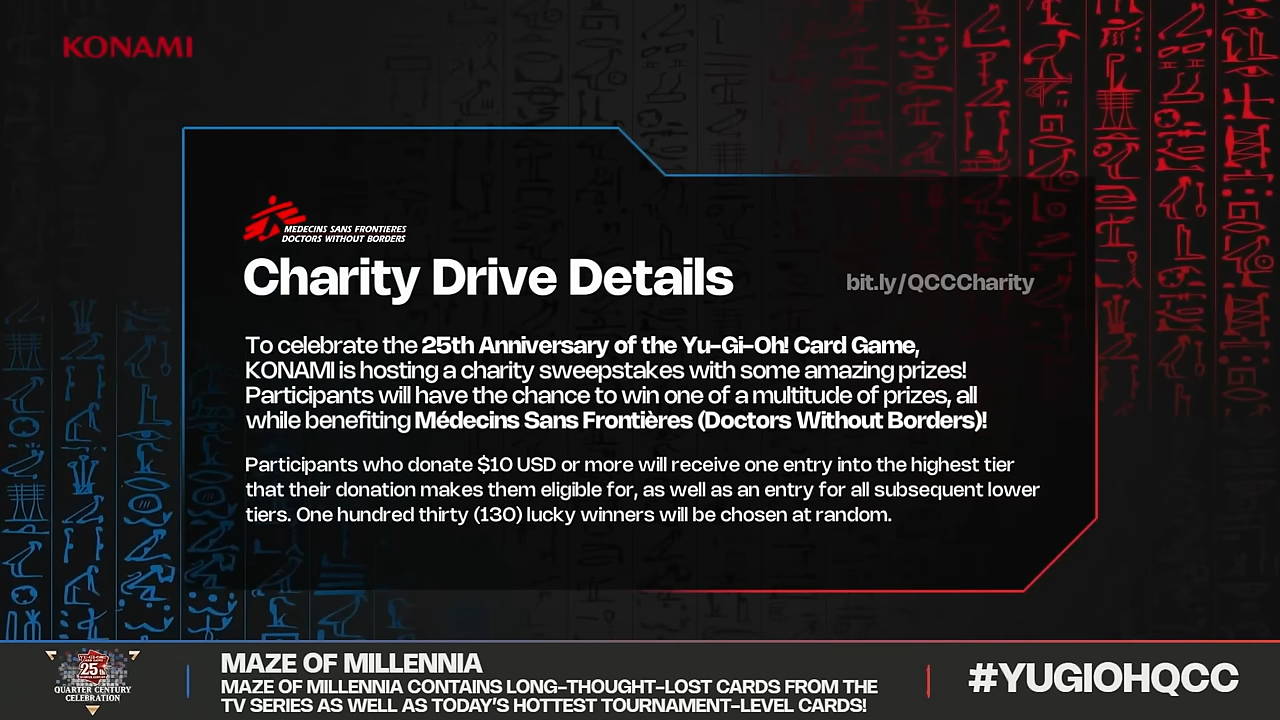 KONAMI
MEDECINS SANS FRONTIERES
DOCTORS WITHOUT BORDERS
Charity Drive Details
bit.ly/QCCCharity
To celebrate the 25th Anniversary of the Yu-Gi-Oh! Card Game,
KONAMI is hosting a charity sweepstakes with some amazing prizes!
Participants will have the chance to win one of a multitude of prizes, all
while benefiting Médecins Sans Frontières (Doctors Without Borders)!
Participants who donate $10 USD or more will receive one entry into the highest tier
that their donation makes them eligible for, as well as an entry for all subsequent lower
tiers. One hundred thirty (130) lucky winners will be chosen at random.
25th
QUARTER CENTURY
CELEBRATION
MAZE OF MILLENNIA
MAZE OF MILLENNIA CONTAINS LONG-THOUGHT-LOST CARDS FROM THE
TV SERIES AS WELL AS TODAY'S HOTTEST TOURNAMENT-LEVEL CARDS!
#YUGIOHQCC